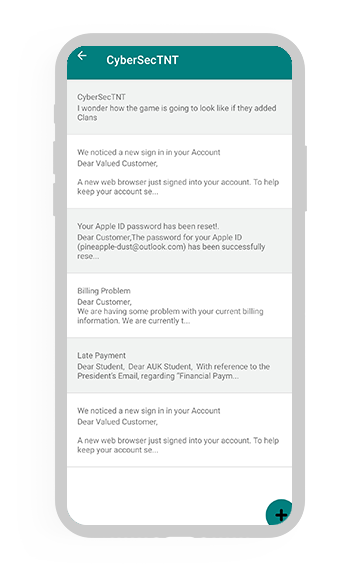 CyberSecTNT
CyberSecTNT
I wonder how the game is going to look like if they added
Clans
We noticed a new sign in in your Account
Dear Valued Customer,
A new web browser just signed into your account. To help
keep your account se...
Your Apple ID password has been reset!.
Dear Customer,The password for your Apple ID
(pineapple-dust@outlook.com) has been successfully
rese...
Billing Problem
Dear Customer,
We are having some problem with your current billing
information. We are currently t...
Late Payment
Dear Student,  Dear AUK Student,  With reference to the
President's Email, regarding "Financial Paym...
We noticed a new sign in in your Account
Dear Valued Customer,
A new web browser just signed into your account. To help
keep your account se...